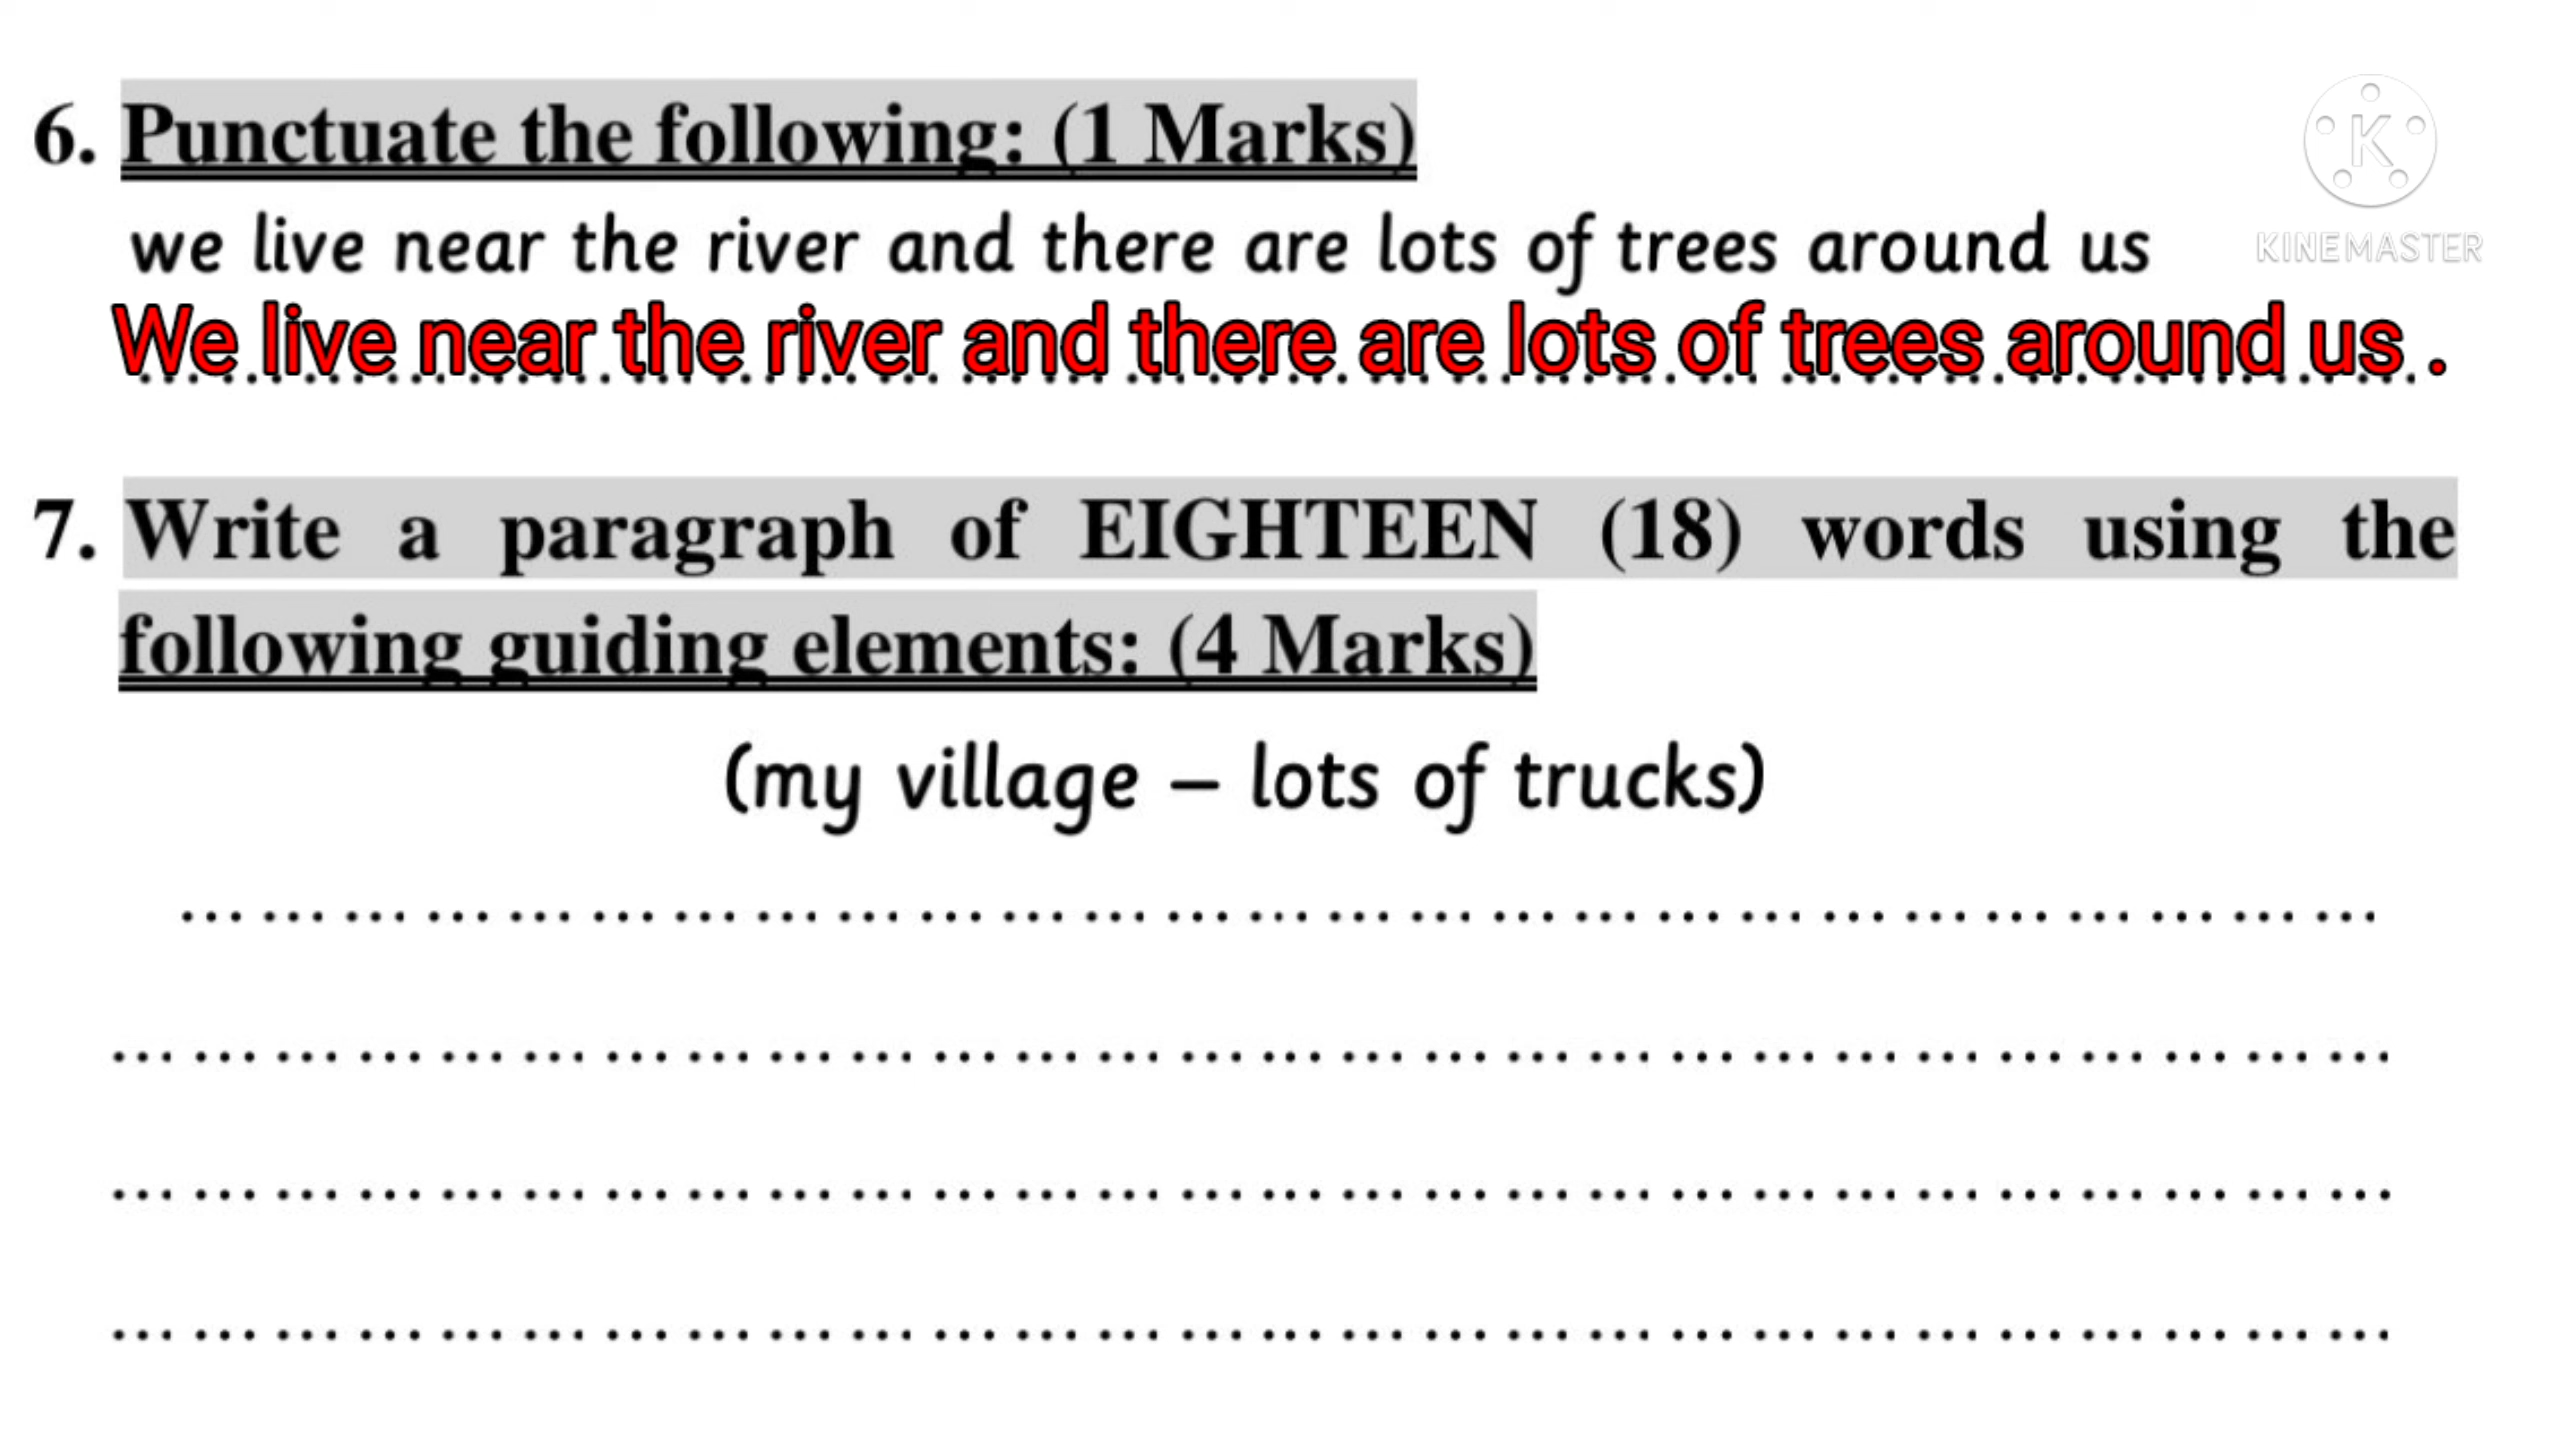 6. Punctuate the following: (1 Marks)
K
KINEMASTER
we live near the river and there are lots of trees around us
We live near the river and there are lots of trees around us .
7. Write a paragraph of EIGHTEEN (18) words using the
following guiding elements: (4 Marks)
(my village – lots of trucks)